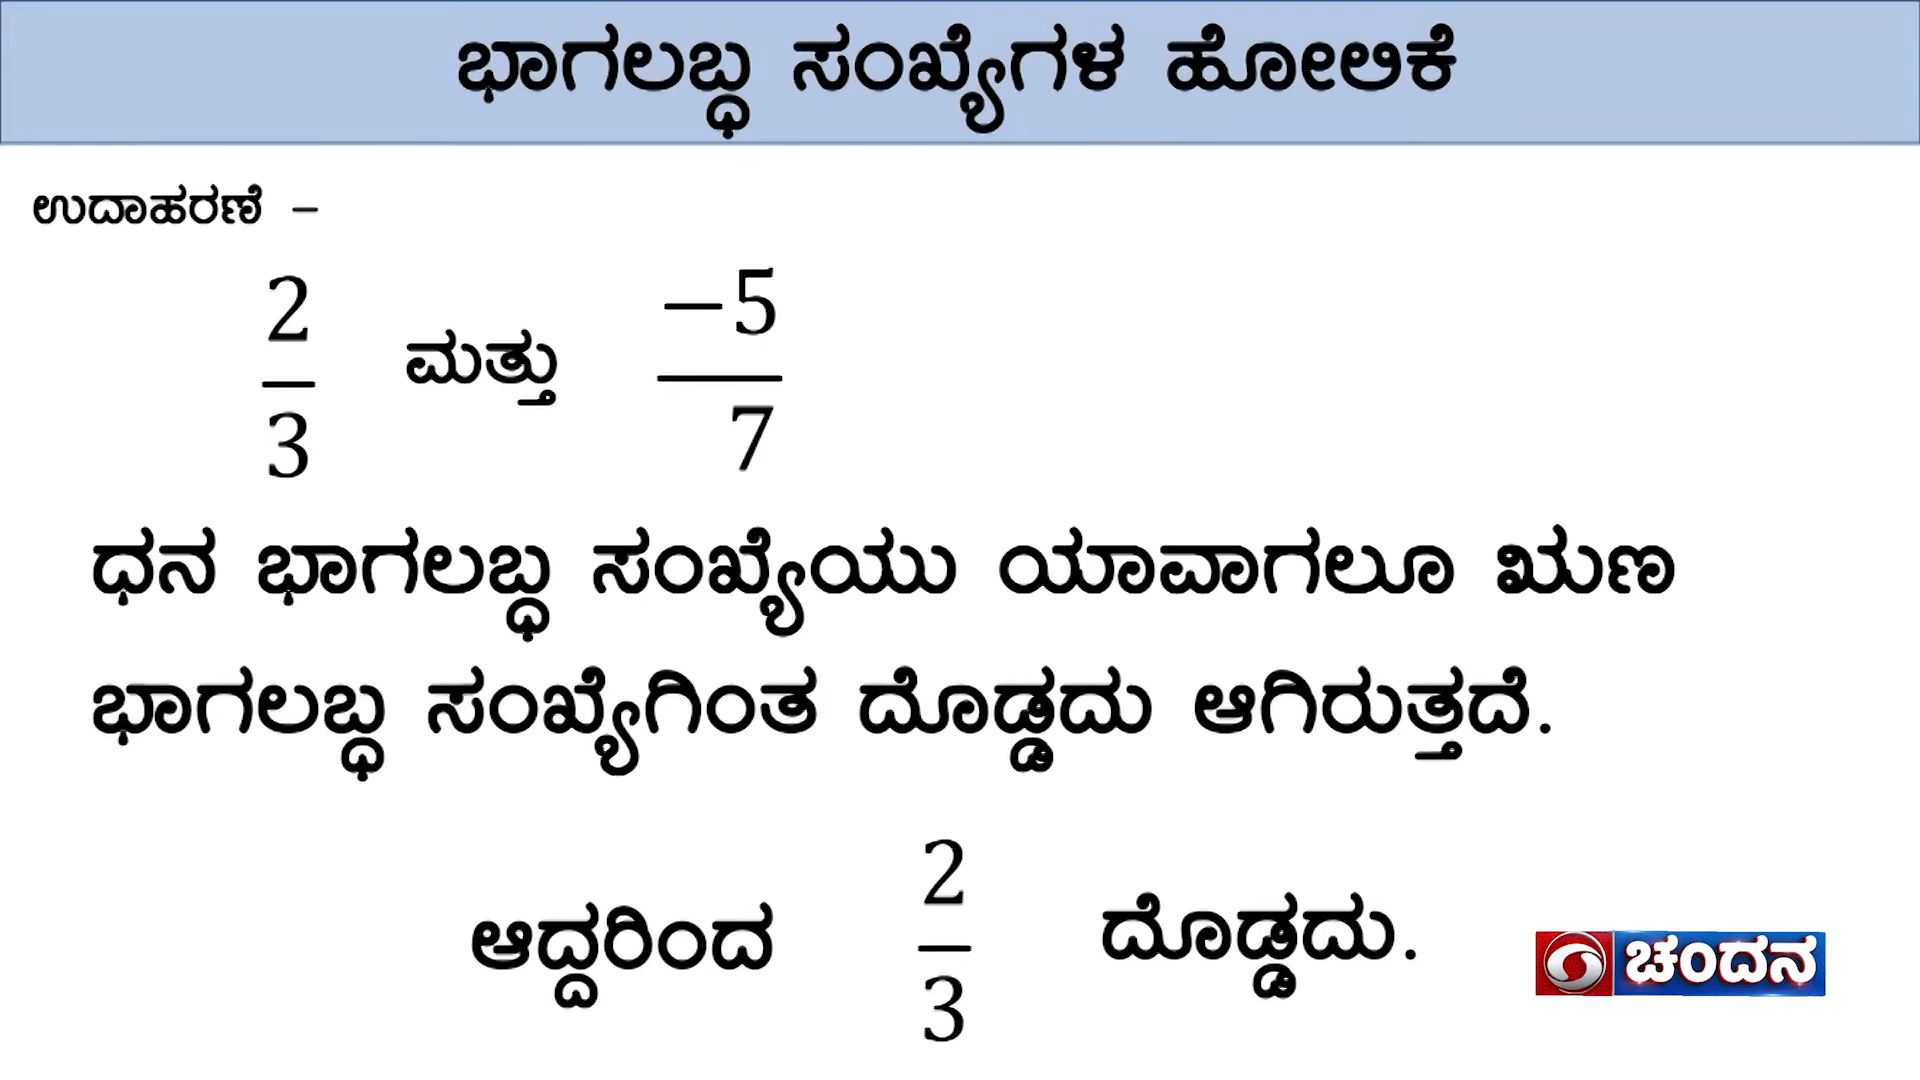 ಭಾಗಲಬ್ಧ ಸಂಖ್ಯೆಗಳ ಹೋಲಿಕೆ
ಉದಾಹರಣೆ –
2/3 ಮತ್ತು −5/7
ಧನ ಭಾಗಲಬ್ಧ ಸಂಖ್ಯೆಯು ಯಾವಾಗಲೂ ಋಣ
ಭಾಗಲಬ್ಧ ಸಂಖ್ಯೆಗಿಂತ ದೊಡ್ಡದು ಆಗಿರುತ್ತದೆ.
ಆದ್ದರಿಂದ 2/3 ದೊಡ್ಡದು.
ಚಂದನ